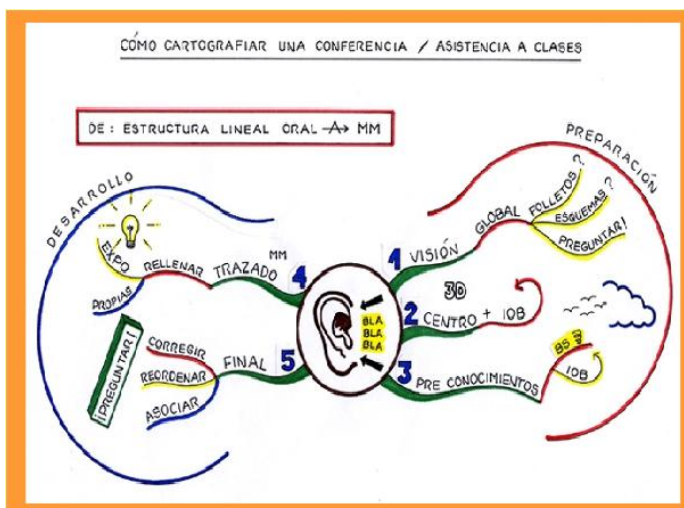 CÓMO CARTOGRAFIAR UNA CONFERENCIA / ASISTENCIA A CLASES
DE: ESTRUCTURA LINEAL ORAL A→ MM
PREPARACIÓN
1 VISIÓN
GLOBAL
FOLLETOS?
ESQUEMAS?
PREGUNTAR!
2 CENTRO + IOB
3D
3 PRE CONOCIMIENTOS
BS
IOB
BLA
BLA
BLA
DESARROLLO
4 TRAZADO
MM
RELLENAR
EXPO
PROPIAS
5 FINAL
CORREGIR
REORDENAR
ASOCIAR
¡PREGUNTAR!